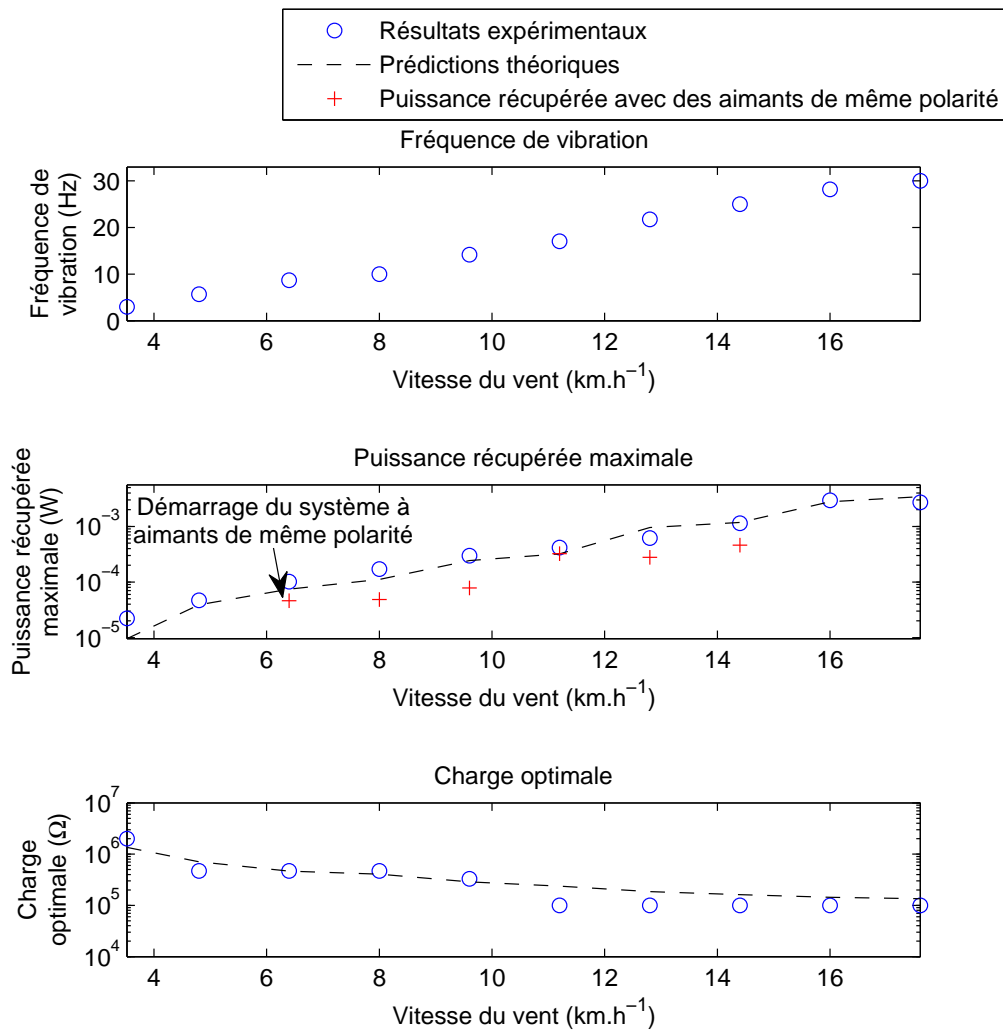 Résultats expérimentaux
Prédictions théoriques
Puissance récupérée avec des aimants de même polarité
Fréquence de vibration
Fréquence de
vibration (Hz)
30
20
10
0
4 6 8 10 12 14 16
Vitesse du vent (km.h⁻¹)
Puissance récupérée maximale
Puissance récupérée
maximale (W)
Démarrage du système à
aimants de même polarité
10⁻³
10⁻⁴
10⁻⁵
4 6 8 10 12 14 16
Vitesse du vent (km.h⁻¹)
Charge optimale
Charge
optimale (Ω)
10⁷
10⁶
10⁵
10⁴
4 6 8 10 12 14 16
Vitesse du vent (km.h⁻¹)